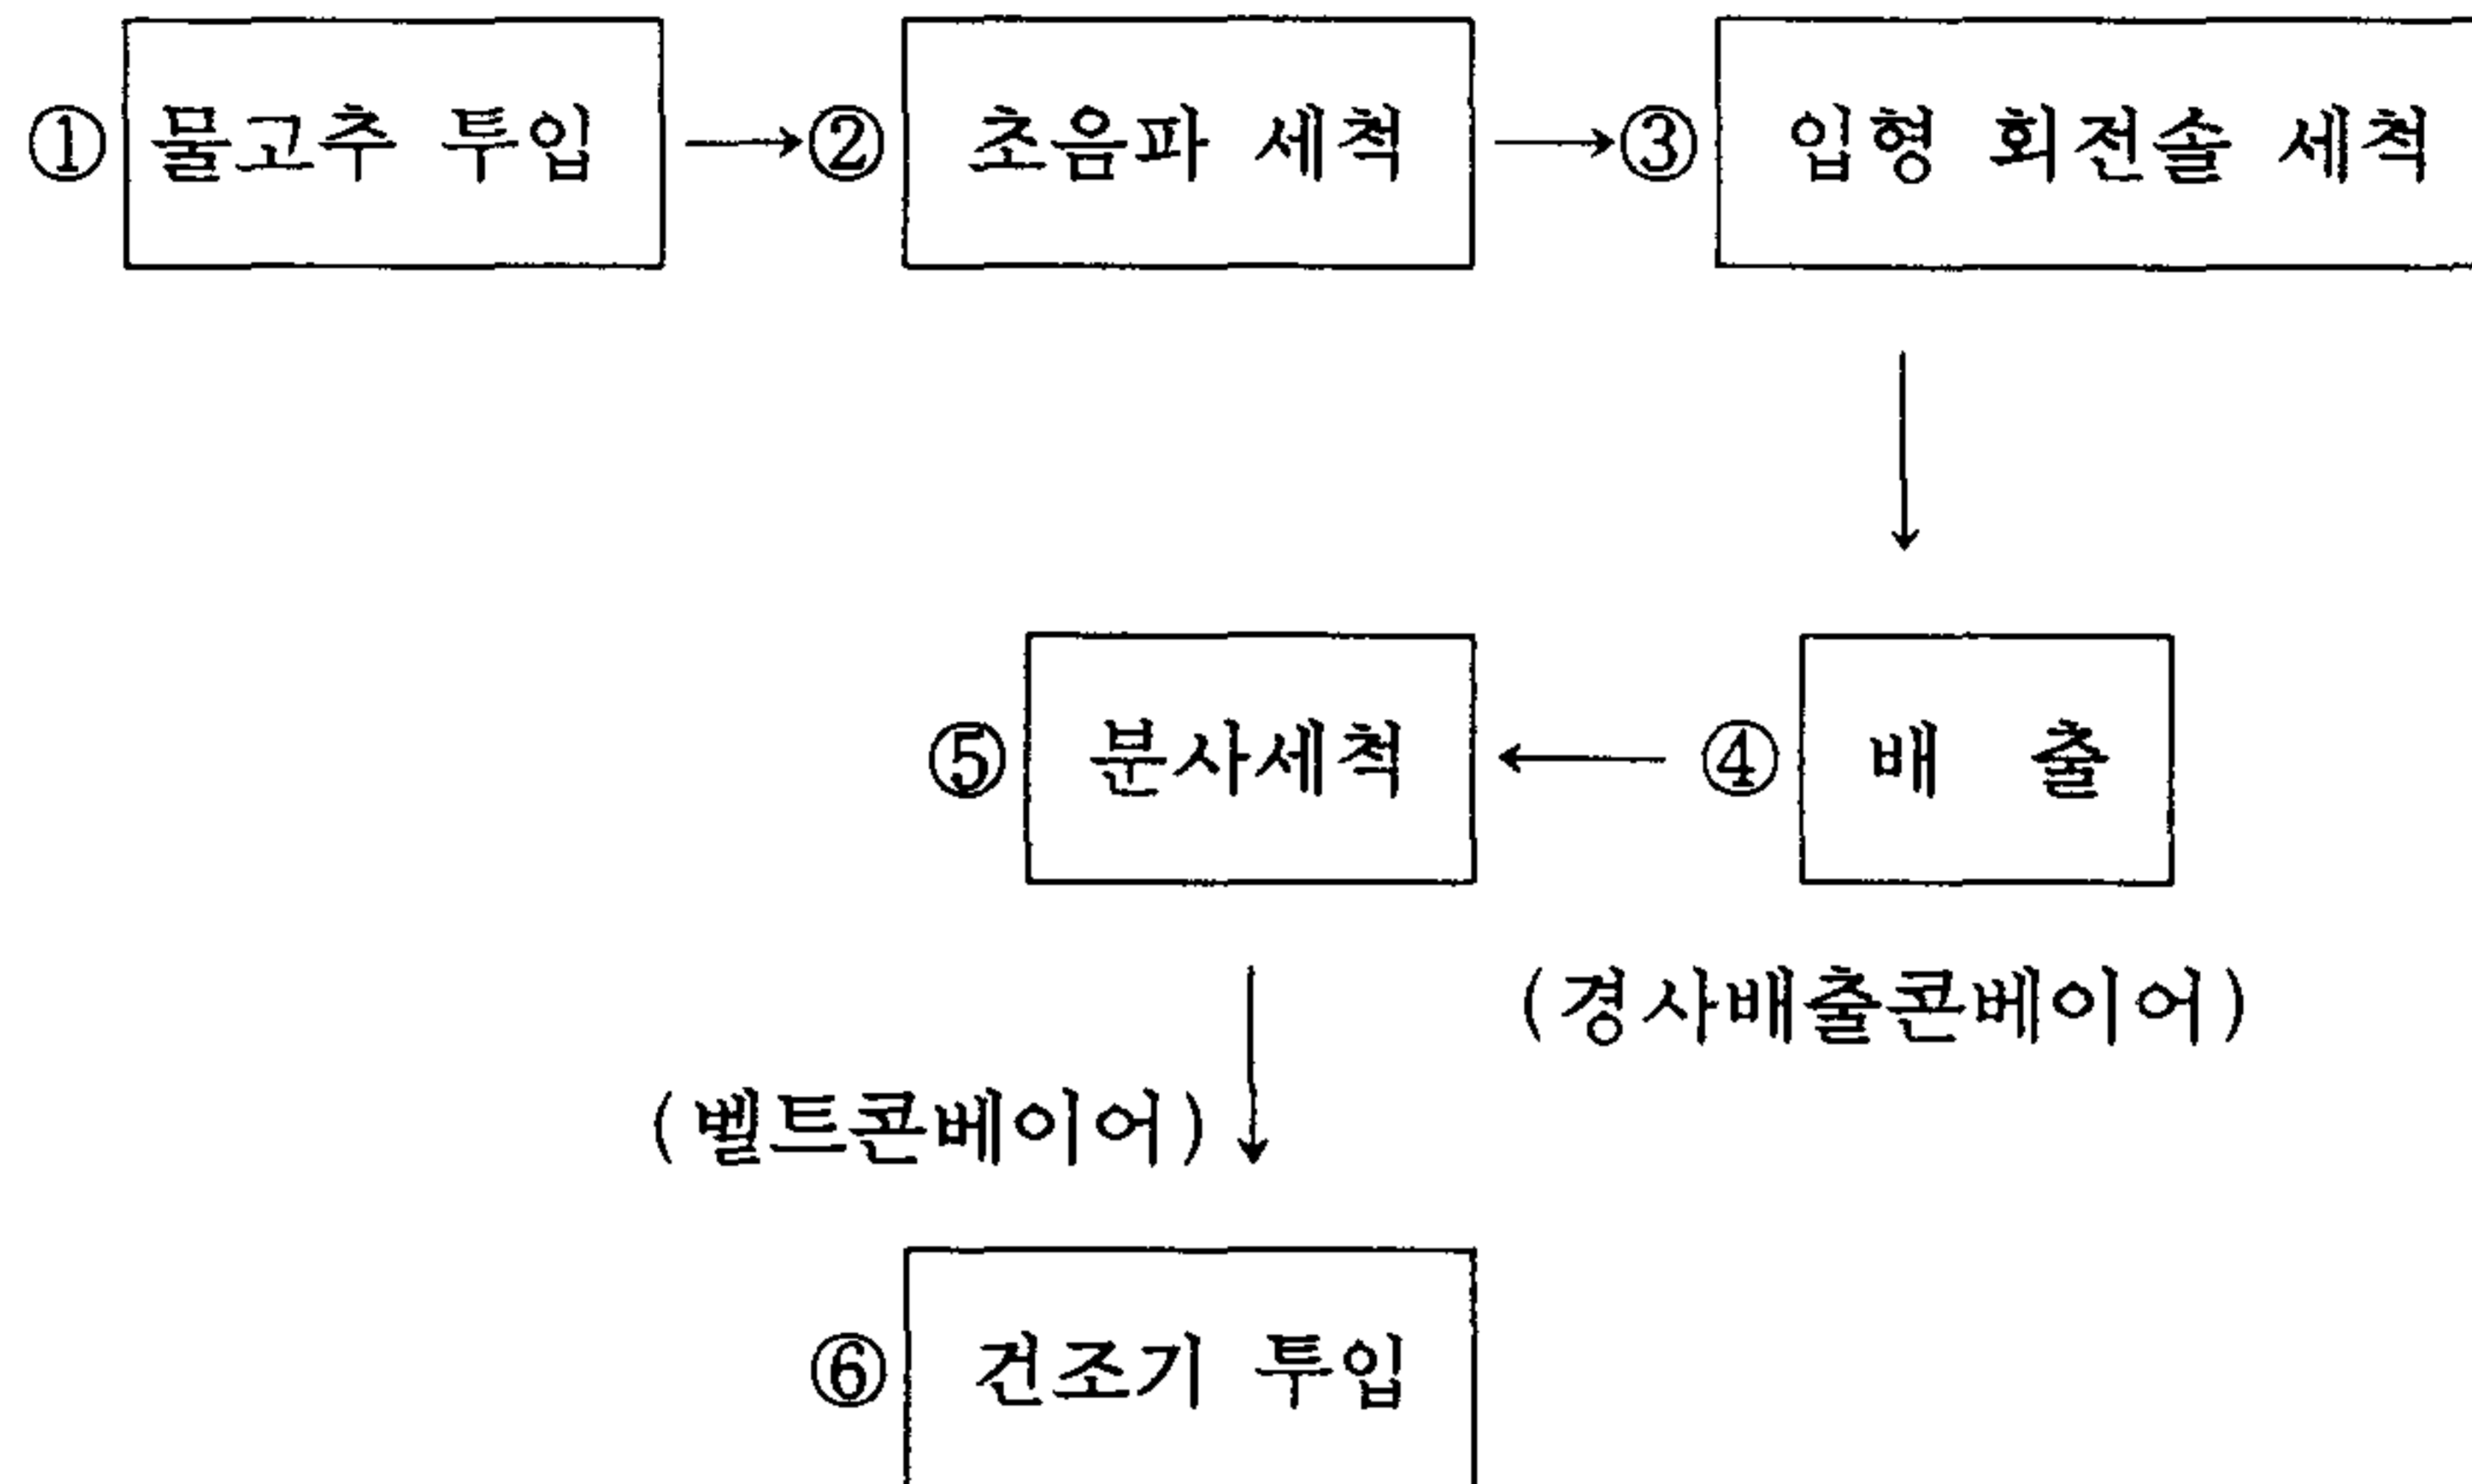 ① 물고추 투입 → ② 초음파 세척 → ③ 입형 회전솔 세척
④ 배 출
(경사배출콘베이어)
⑤ 분사세척
(벨트콘베이어)
⑥ 건조기 투입